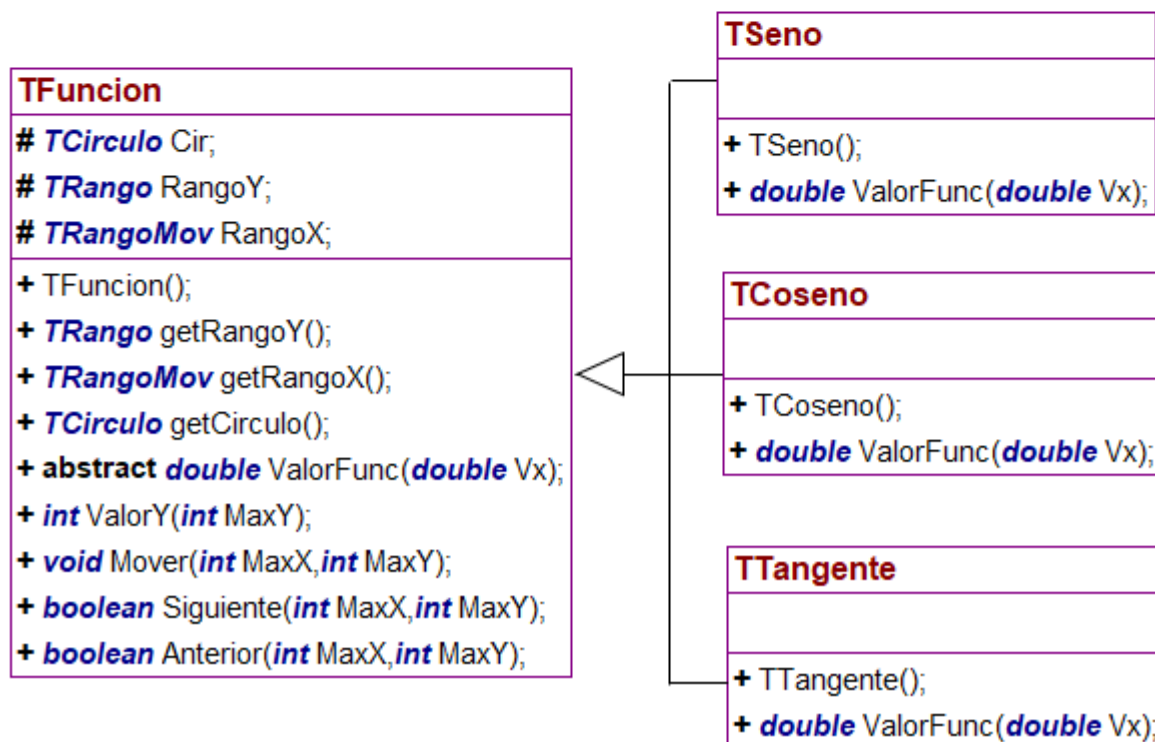 TFuncion
# TCirculo Cir;
# TRango RangoY;
# TRangoMov RangoX;
+ TFuncion();
+ TRango getRangoY();
+ TRangoMov getRangoX();
+ TCirculo getCirculo();
+ abstract double ValorFunc(double Vx);
+ int ValorY(int MaxY);
+ void Mover(int MaxX,int MaxY);
+ boolean Siguiente(int MaxX,int MaxY);
+ boolean Anterior(int MaxX,int MaxY);
TSeno
+ TSeno();
+ double ValorFunc(double Vx);
TCoseno
+ TCoseno();
+ double ValorFunc(double Vx);
TTangente
+ TTangente();
+ double ValorFunc(double Vx);